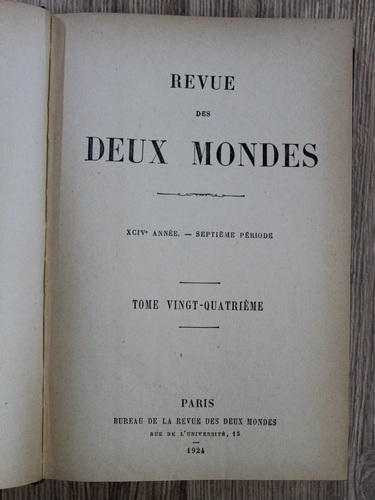 REVUE
DES
DEUX MONDES
XCIVe ANNÉE. — SEPTIÈME PÉRIODE
TOME VINGT-QUATRIÈME
PARIS
BUREAU DE LA REVUE DES DEUX MONDES
RUE DE L'UNIVERSITÉ, 15
1924